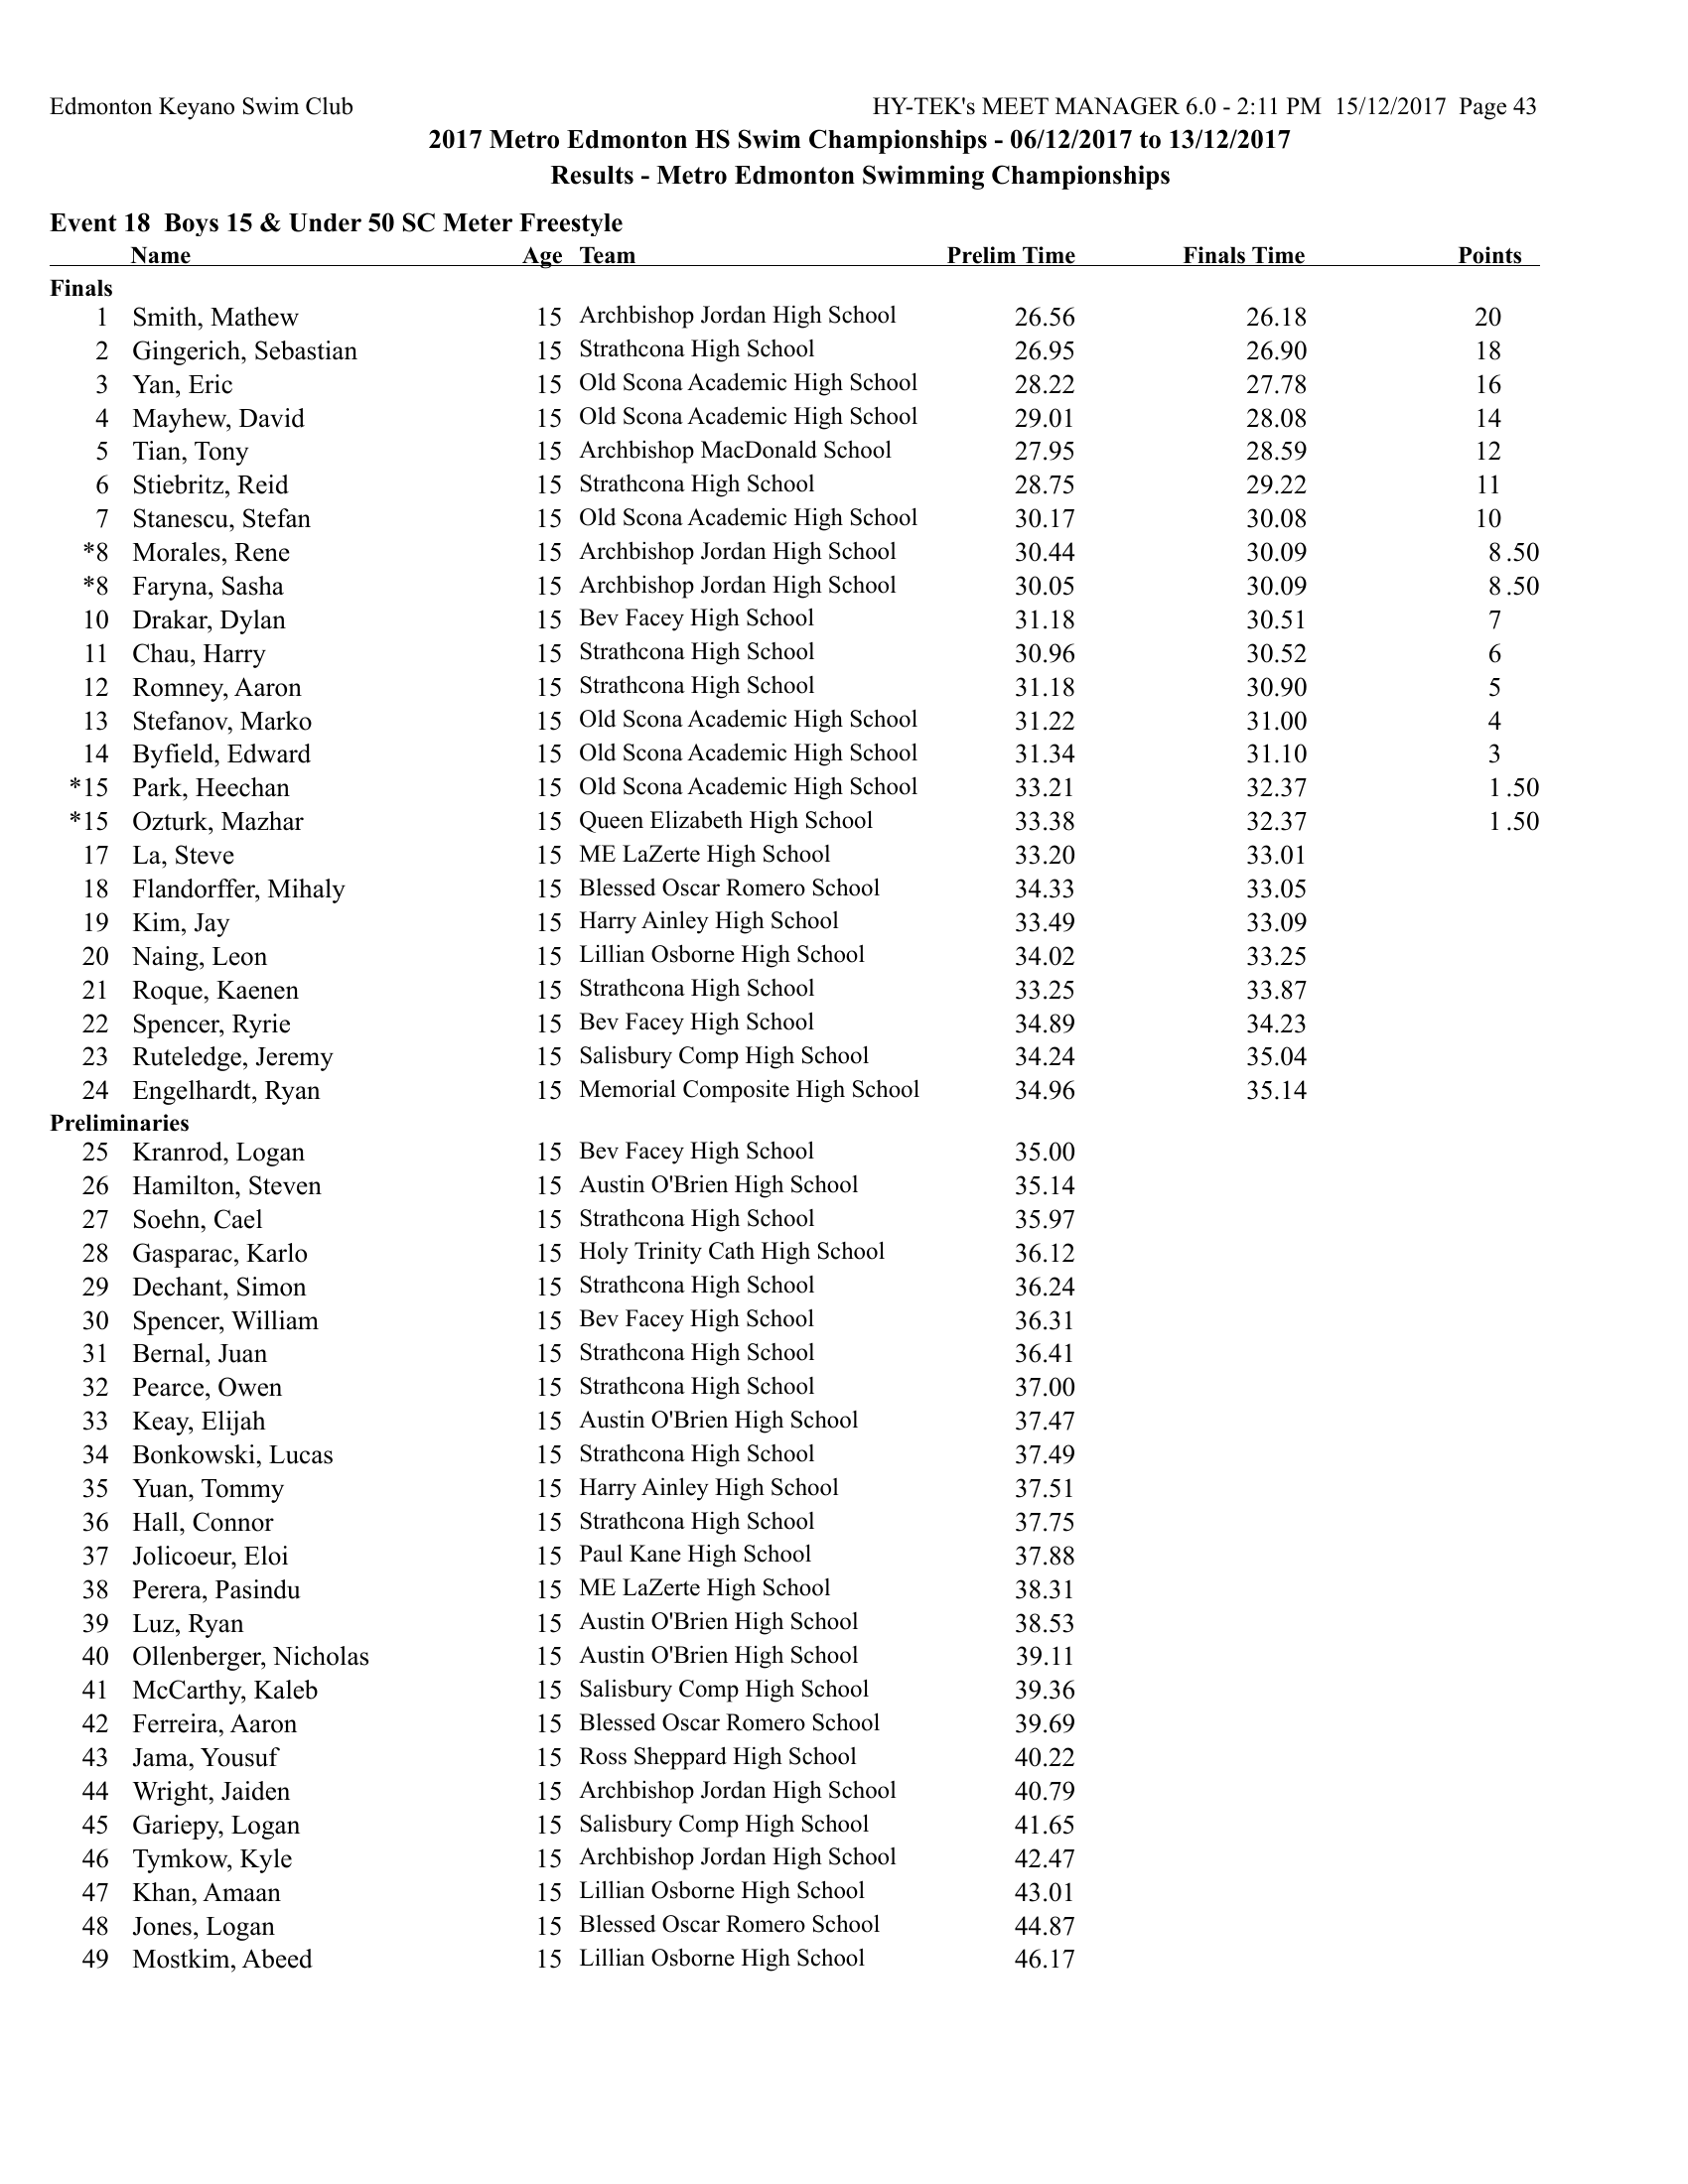 Edmonton Keyano Swim Club HY-TEK's MEET MANAGER 6.0 - 2:11 PM 15/12/2017 Page 43
2017 Metro Edmonton HS Swim Championships - 06/12/2017 to 13/12/2017
Results - Metro Edmonton Swimming Championships
Event 18 Boys 15 & Under 50 SC Meter Freestyle
Name Age Team Prelim Time Finals Time Points
Finals
1 Smith, Mathew 15 Archbishop Jordan High School 26.56 26.18 20
2 Gingerich, Sebastian 15 Strathcona High School 26.95 26.90 18
3 Yan, Eric 15 Old Scona Academic High School 28.22 27.78 16
4 Mayhew, David 15 Old Scona Academic High School 29.01 28.08 14
5 Tian, Tony 15 Archbishop MacDonald School 27.95 28.59 12
6 Stiebritz, Reid 15 Strathcona High School 28.75 29.22 11
7 Stanescu, Stefan 15 Old Scona Academic High School 30.17 30.08 10
*8 Morales, Rene 15 Archbishop Jordan High School 30.44 30.09 8.50
*8 Faryna, Sasha 15 Archbishop Jordan High School 30.05 30.09 8.50
10 Drakar, Dylan 15 Bev Facey High School 31.18 30.51 7
11 Chau, Harry 15 Strathcona High School 30.96 30.52 6
12 Romney, Aaron 15 Strathcona High School 31.18 30.90 5
13 Stefanov, Marko 15 Old Scona Academic High School 31.22 31.00 4
14 Byfield, Edward 15 Old Scona Academic High School 31.34 31.10 3
*15 Park, Heechan 15 Old Scona Academic High School 33.21 32.37 1.50
*15 Ozturk, Mazhar 15 Queen Elizabeth High School 33.38 32.37 1.50
17 La, Steve 15 ME LaZerte High School 33.20 33.01
18 Flandorffer, Mihaly 15 Blessed Oscar Romero School 34.33 33.05
19 Kim, Jay 15 Harry Ainley High School 33.49 33.09
20 Naing, Leon 15 Lillian Osborne High School 34.02 33.25
21 Roque, Kaenen 15 Strathcona High School 33.25 33.87
22 Spencer, Ryrie 15 Bev Facey High School 34.89 34.23
23 Ruteledge, Jeremy 15 Salisbury Comp High School 34.24 35.04
24 Engelhardt, Ryan 15 Memorial Composite High School 34.96 35.14
Preliminaries
25 Kranrod, Logan 15 Bev Facey High School 35.00
26 Hamilton, Steven 15 Austin O'Brien High School 35.14
27 Soehn, Cael 15 Strathcona High School 35.97
28 Gasparac, Karlo 15 Holy Trinity Cath High School 36.12
29 Dechant, Simon 15 Strathcona High School 36.24
30 Spencer, William 15 Bev Facey High School 36.31
31 Bernal, Juan 15 Strathcona High School 36.41
32 Pearce, Owen 15 Strathcona High School 37.00
33 Keay, Elijah 15 Austin O'Brien High School 37.47
34 Bonkowski, Lucas 15 Strathcona High School 37.49
35 Yuan, Tommy 15 Harry Ainley High School 37.51
36 Hall, Connor 15 Strathcona High School 37.75
37 Jolicoeur, Eloi 15 Paul Kane High School 37.88
38 Perera, Pasindu 15 ME LaZerte High School 38.31
39 Luz, Ryan 15 Austin O'Brien High School 38.53
40 Ollenberger, Nicholas 15 Austin O'Brien High School 39.11
41 McCarthy, Kaleb 15 Salisbury Comp High School 39.36
42 Ferreira, Aaron 15 Blessed Oscar Romero School 39.69
43 Jama, Yousuf 15 Ross Sheppard High School 40.22
44 Wright, Jaiden 15 Archbishop Jordan High School 40.79
45 Gariepy, Logan 15 Salisbury Comp High School 41.65
46 Tymkow, Kyle 15 Archbishop Jordan High School 42.47
47 Khan, Amaan 15 Lillian Osborne High School 43.01
48 Jones, Logan 15 Blessed Oscar Romero School 44.87
49 Mostkim, Abeed 15 Lillian Osborne High School 46.17